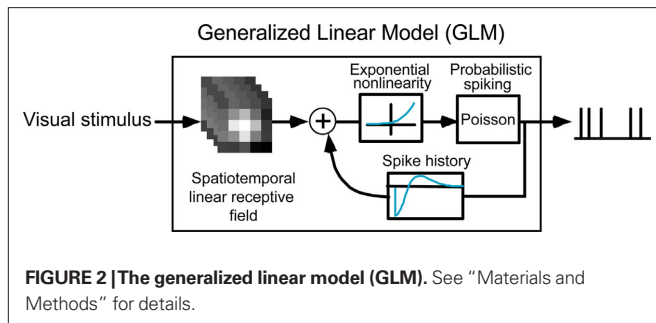 Generalized Linear Model (GLM)
Exponential
nonlinearity
Probabilistic
spiking
Visual stimulus
Poisson
Spike history
Spatiotemporal
linear receptive
field
FIGURE 2 | The generalized linear model (GLM). See “Materials and
Methods” for details.